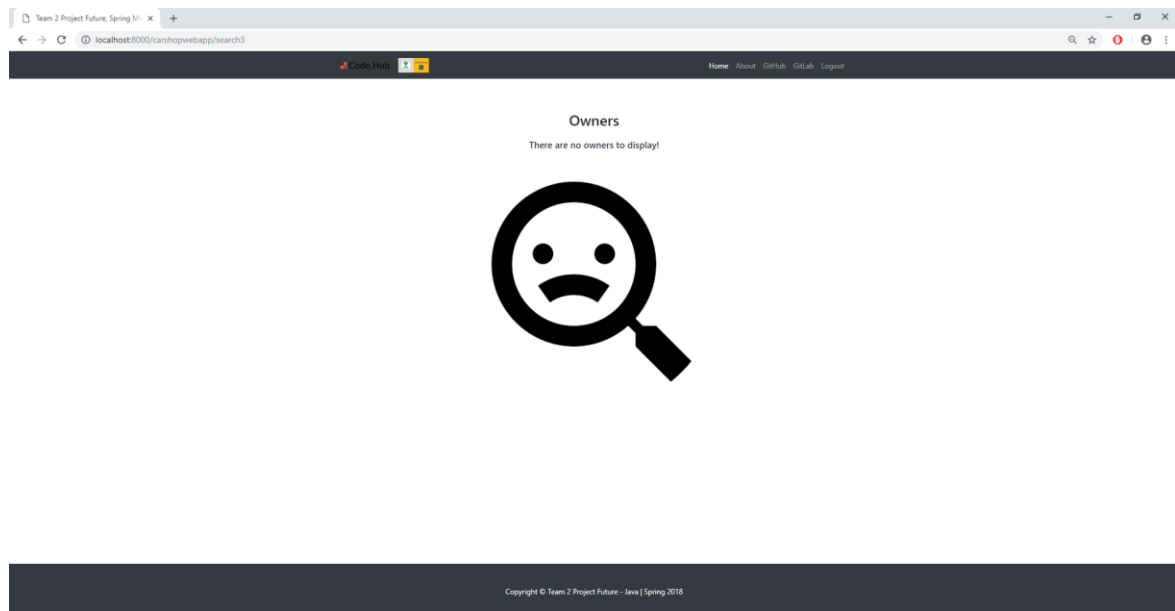 Team 2 Project Future, Spring M
localhost:8000/carshopwebapp/search3
Code.Hub
Home About GitHub GitLab Logout
Owners
There are no owners to display!
Copyright © Team 2 Project Future - Java | Spring 2018